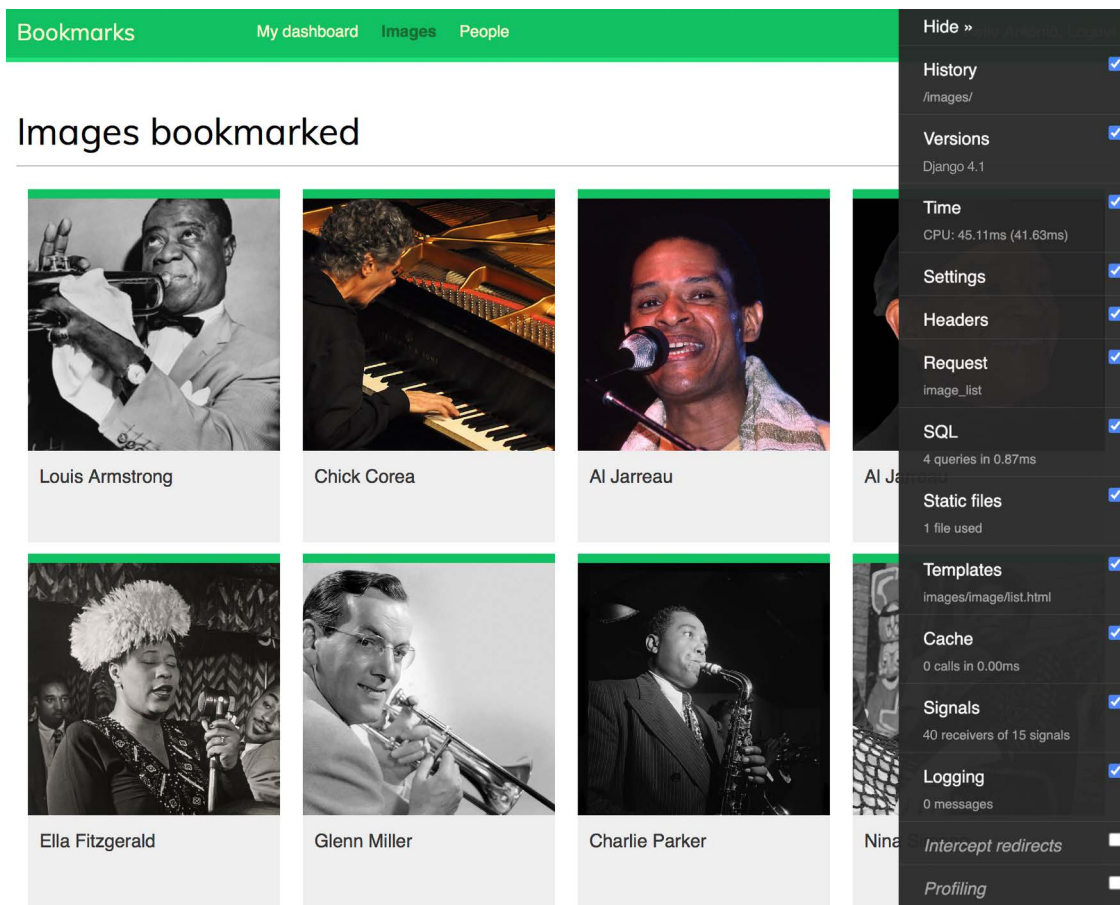 Bookmarks
My dashboard
Images
People
Images bookmarked
Louis Armstrong
Chick Corea
Al Jarreau
Al Jarreau
Ella Fitzgerald
Glenn Miller
Charlie Parker
Nina
Hide »
History
/images/
Versions
Django 4.1
Time
CPU: 45.11ms (41.63ms)
Settings
Headers
Request
image_list
SQL
4 queries in 0.87ms
Static files
1 file used
Templates
images/image/list.html
Cache
0 calls in 0.00ms
Signals
40 receivers of 15 signals
Logging
0 messages
Intercept redirects
Profiling